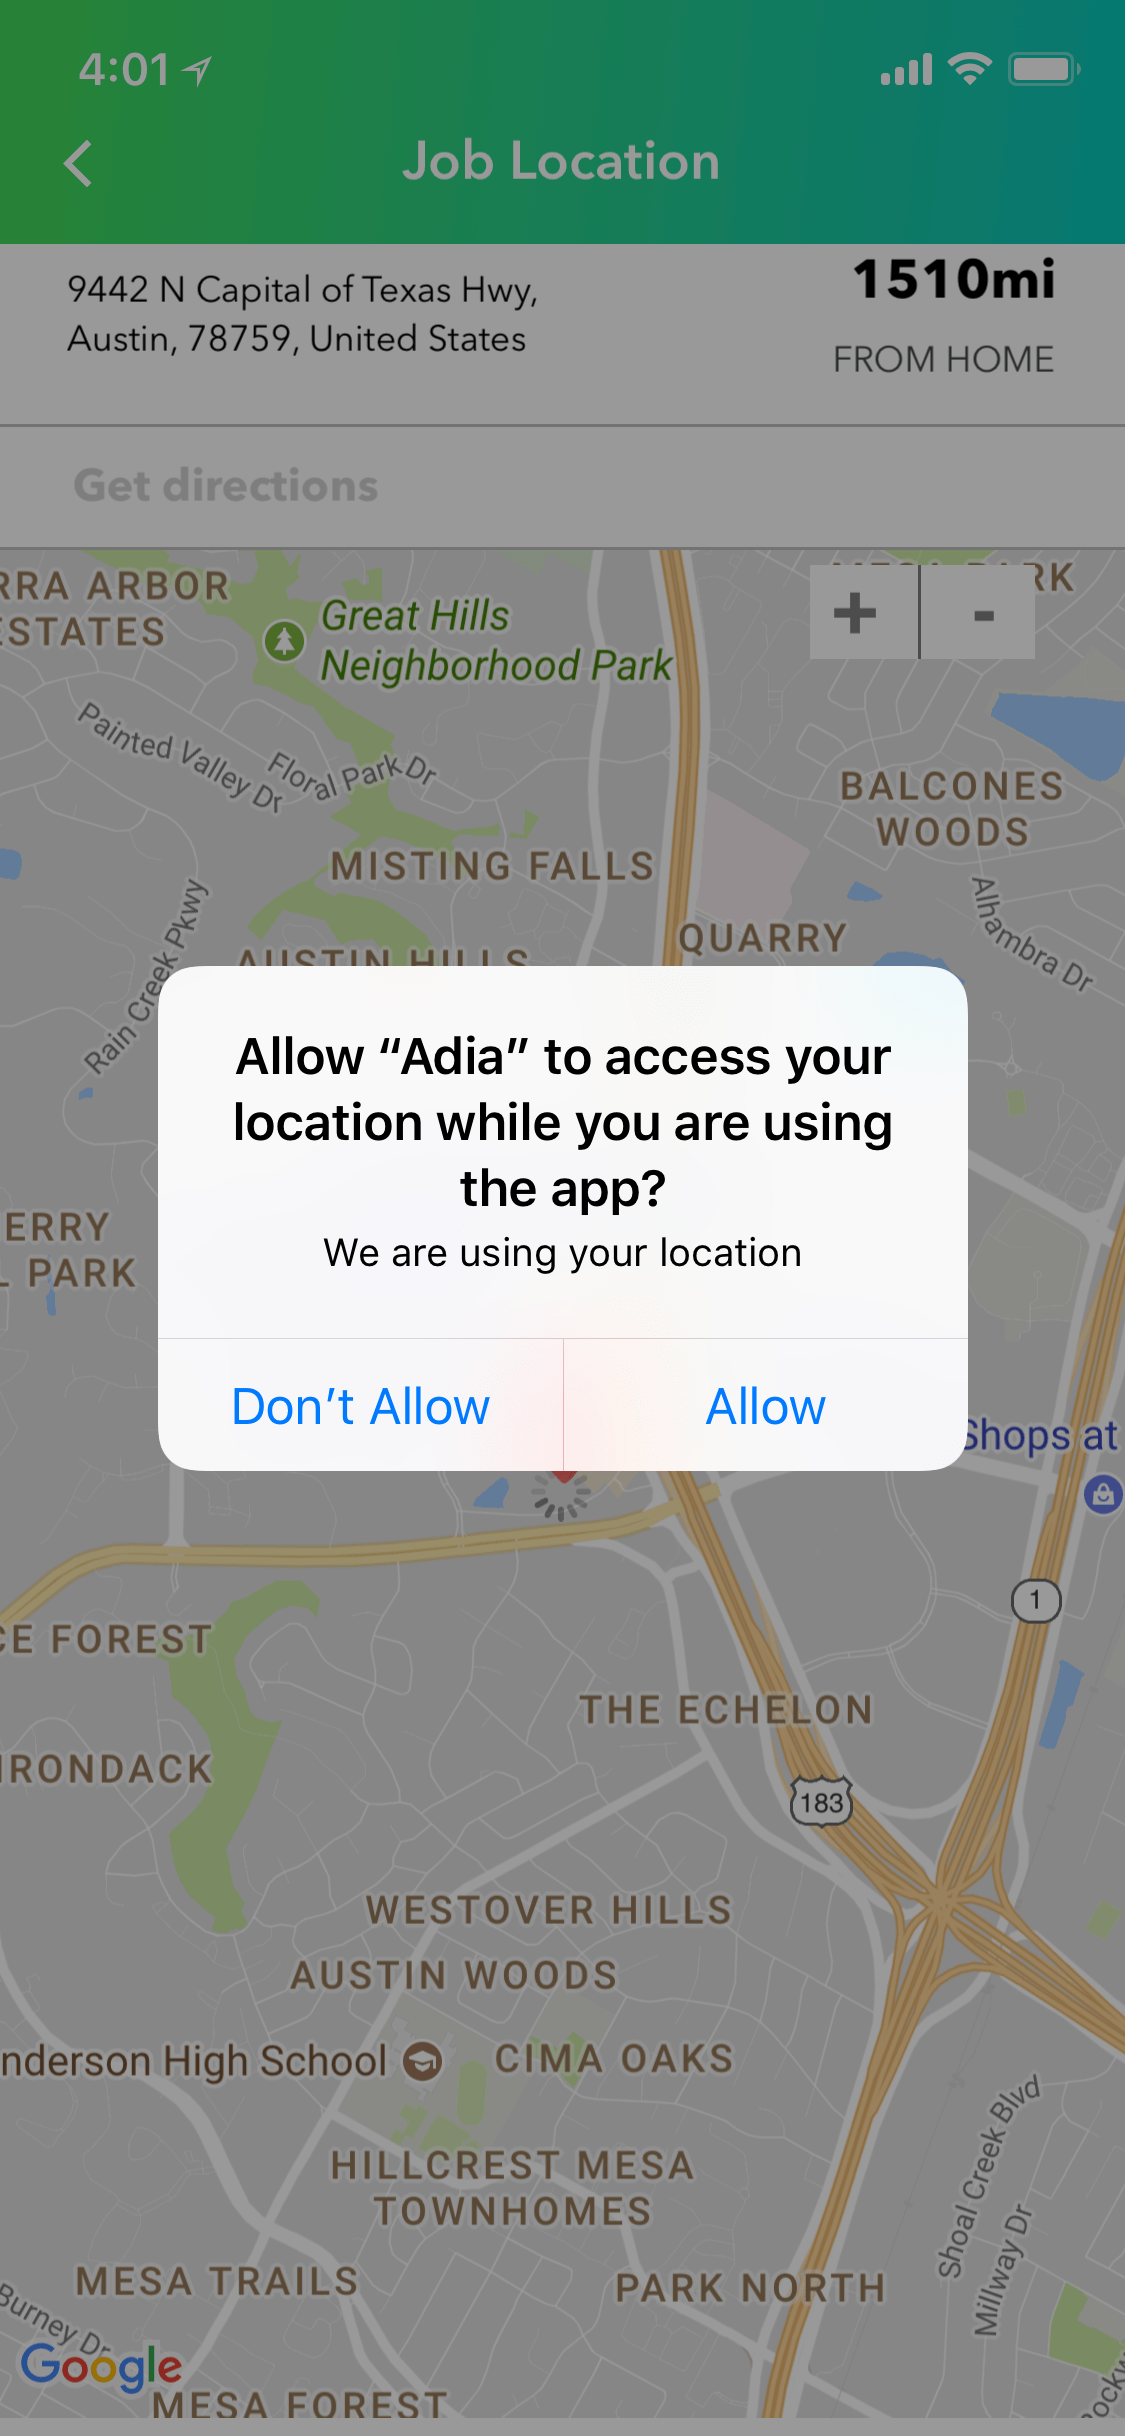 4:01
Job Location
9442 N Capital of Texas Hwy,
Austin, 78759, United States
1510mi
FROM HOME
Get directions
RRA ARBOR
ESTATES
Great Hills
Neighborhood Park
+ -
RK
Painted Valley Dr
Floral Park Dr
BALCONES
WOODS
MISTING FALLS
Rain Creek Pkwy
QUARRY
Alhambra Dr
AUSTIN HILLS
Allow “Adia” to access your
location while you are using
the app?
We are using your location
Don’t Allow
Allow
ERRY
L PARK
Shops at
1
CE FOREST
THE ECHELON
IRONDACK
183
WESTOVER HILLS
AUSTIN WOODS
nderson High School
CIMA OAKS
HILLCREST MESA
TOWNHOMES
Shoal Creek Blvd
Millway Dr
MESA TRAILS
PARK NORTH
Burney Dr
Google
MESA FOREST